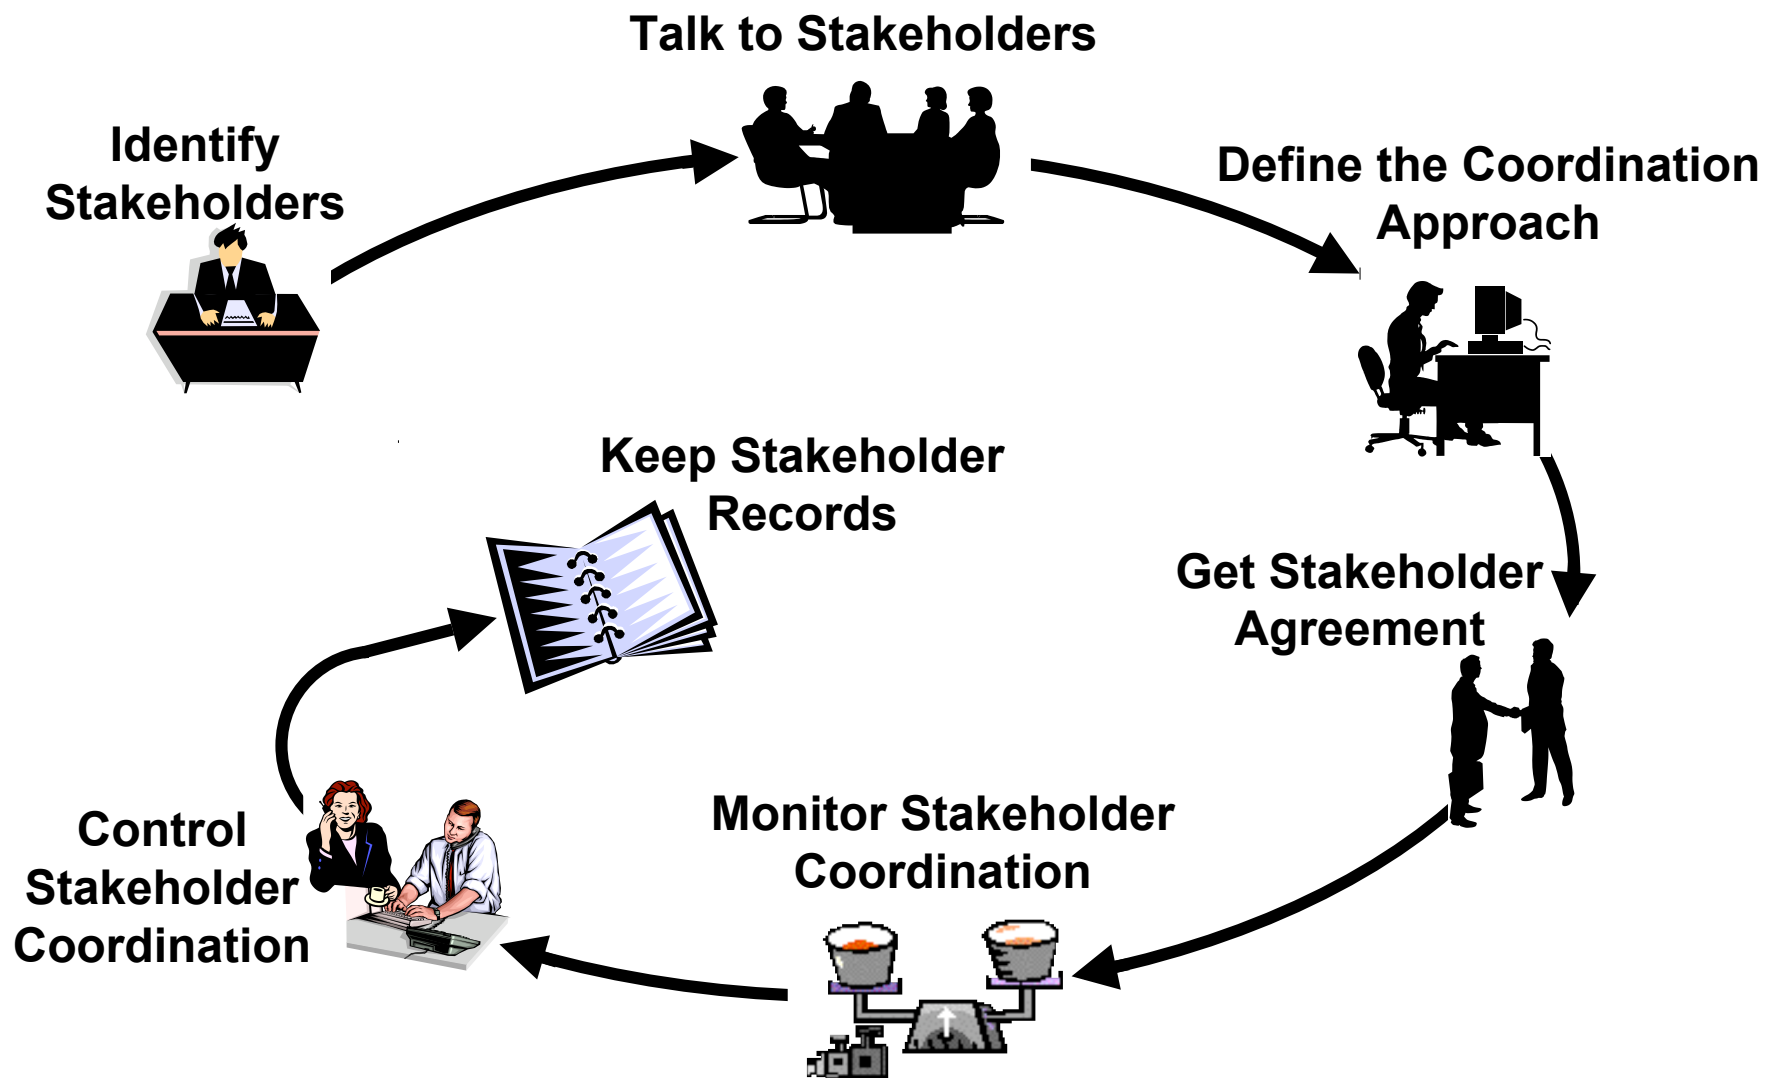 Talk to Stakeholders
Identify
Stakeholders
Define the Coordination
Approach
Keep Stakeholder
Records
Get Stakeholder
Agreement
Monitor Stakeholder
Coordination
Control
Stakeholder
Coordination